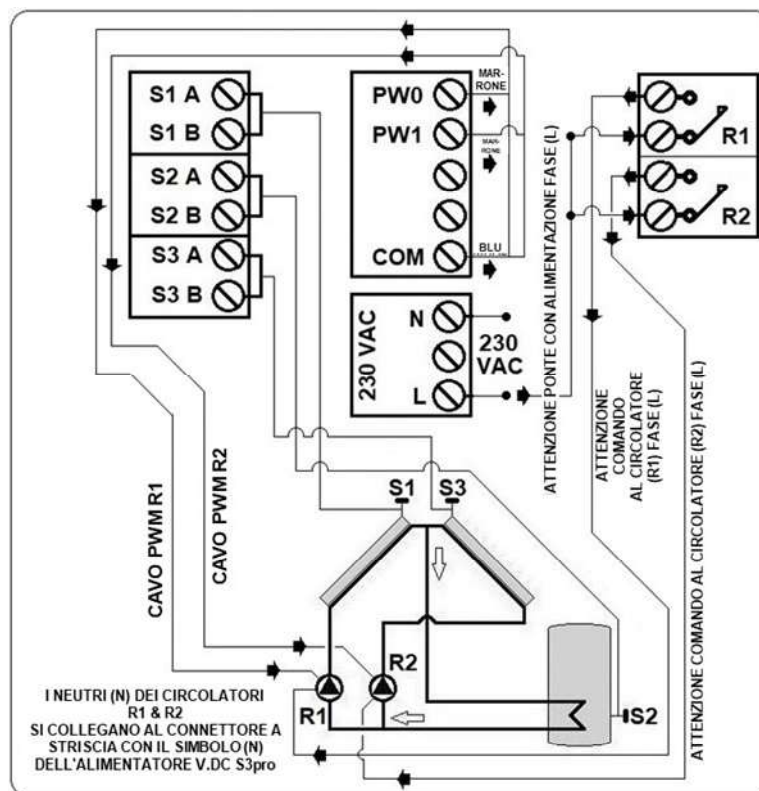 S1 A
S1 B
S2 A
S2 B
S3 A
S3 B
PW0
PW1
COM
MAR-
RONE
MAR-
RONE
BLU
230 VAC
N
L
230
VAC
R1
R2
ATTENZIONE PONTE CON ALIMENTAZIONE FASE (L)
ATTENZIONE
COMANDO
AL CIRCOLATORE
(R1) FASE (L)
ATTENZIONE COMANDO AL CIRCOLATORE (R2) FASE (L)
CAVO PWM R1
CAVO PWM R2
S1
S3
R2
R1
S2
I NEUTRI (N) DEI CIRCOLATORI
R1 & R2
SI COLLEGANO AL CONNETTORE A
STRISCIA CON IL SIMBOLO (N)
DELL'ALIMENTATORE V.DC S3pro